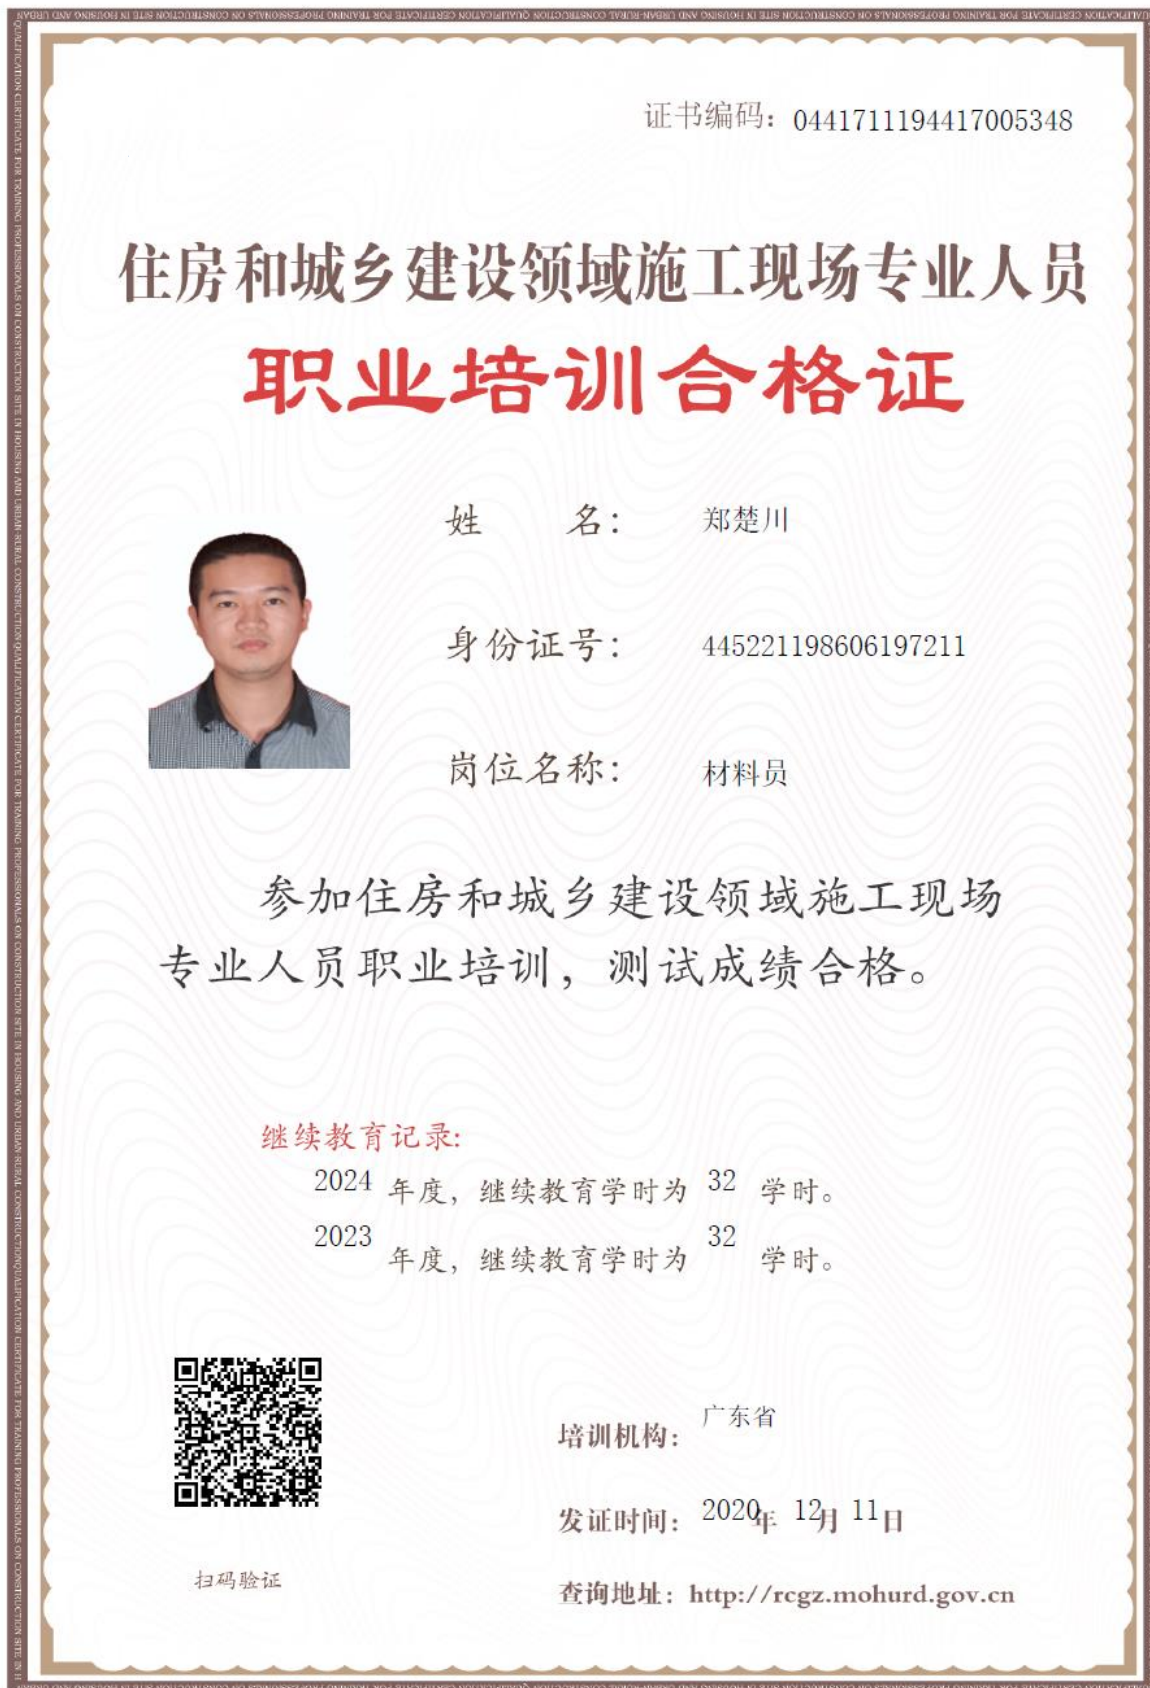 证书编码：0441711194417005348
住房和城乡建设领域施工现场专业人员
职业培训合格证
姓 名： 郑楚川
身份证号： 445221198606197211
岗位名称： 材料员
参加住房和城乡建设领域施工现场
专业人员职业培训，测试成绩合格。
继续教育记录:
2024 年度，继续教育学时为 32 学时。
2023 年度，继续教育学时为 32 学时。
培训机构： 广东省
发证时间： 2020年 12月 11日
扫码验证
查询地址：http://rcgz.mohurd.gov.cn